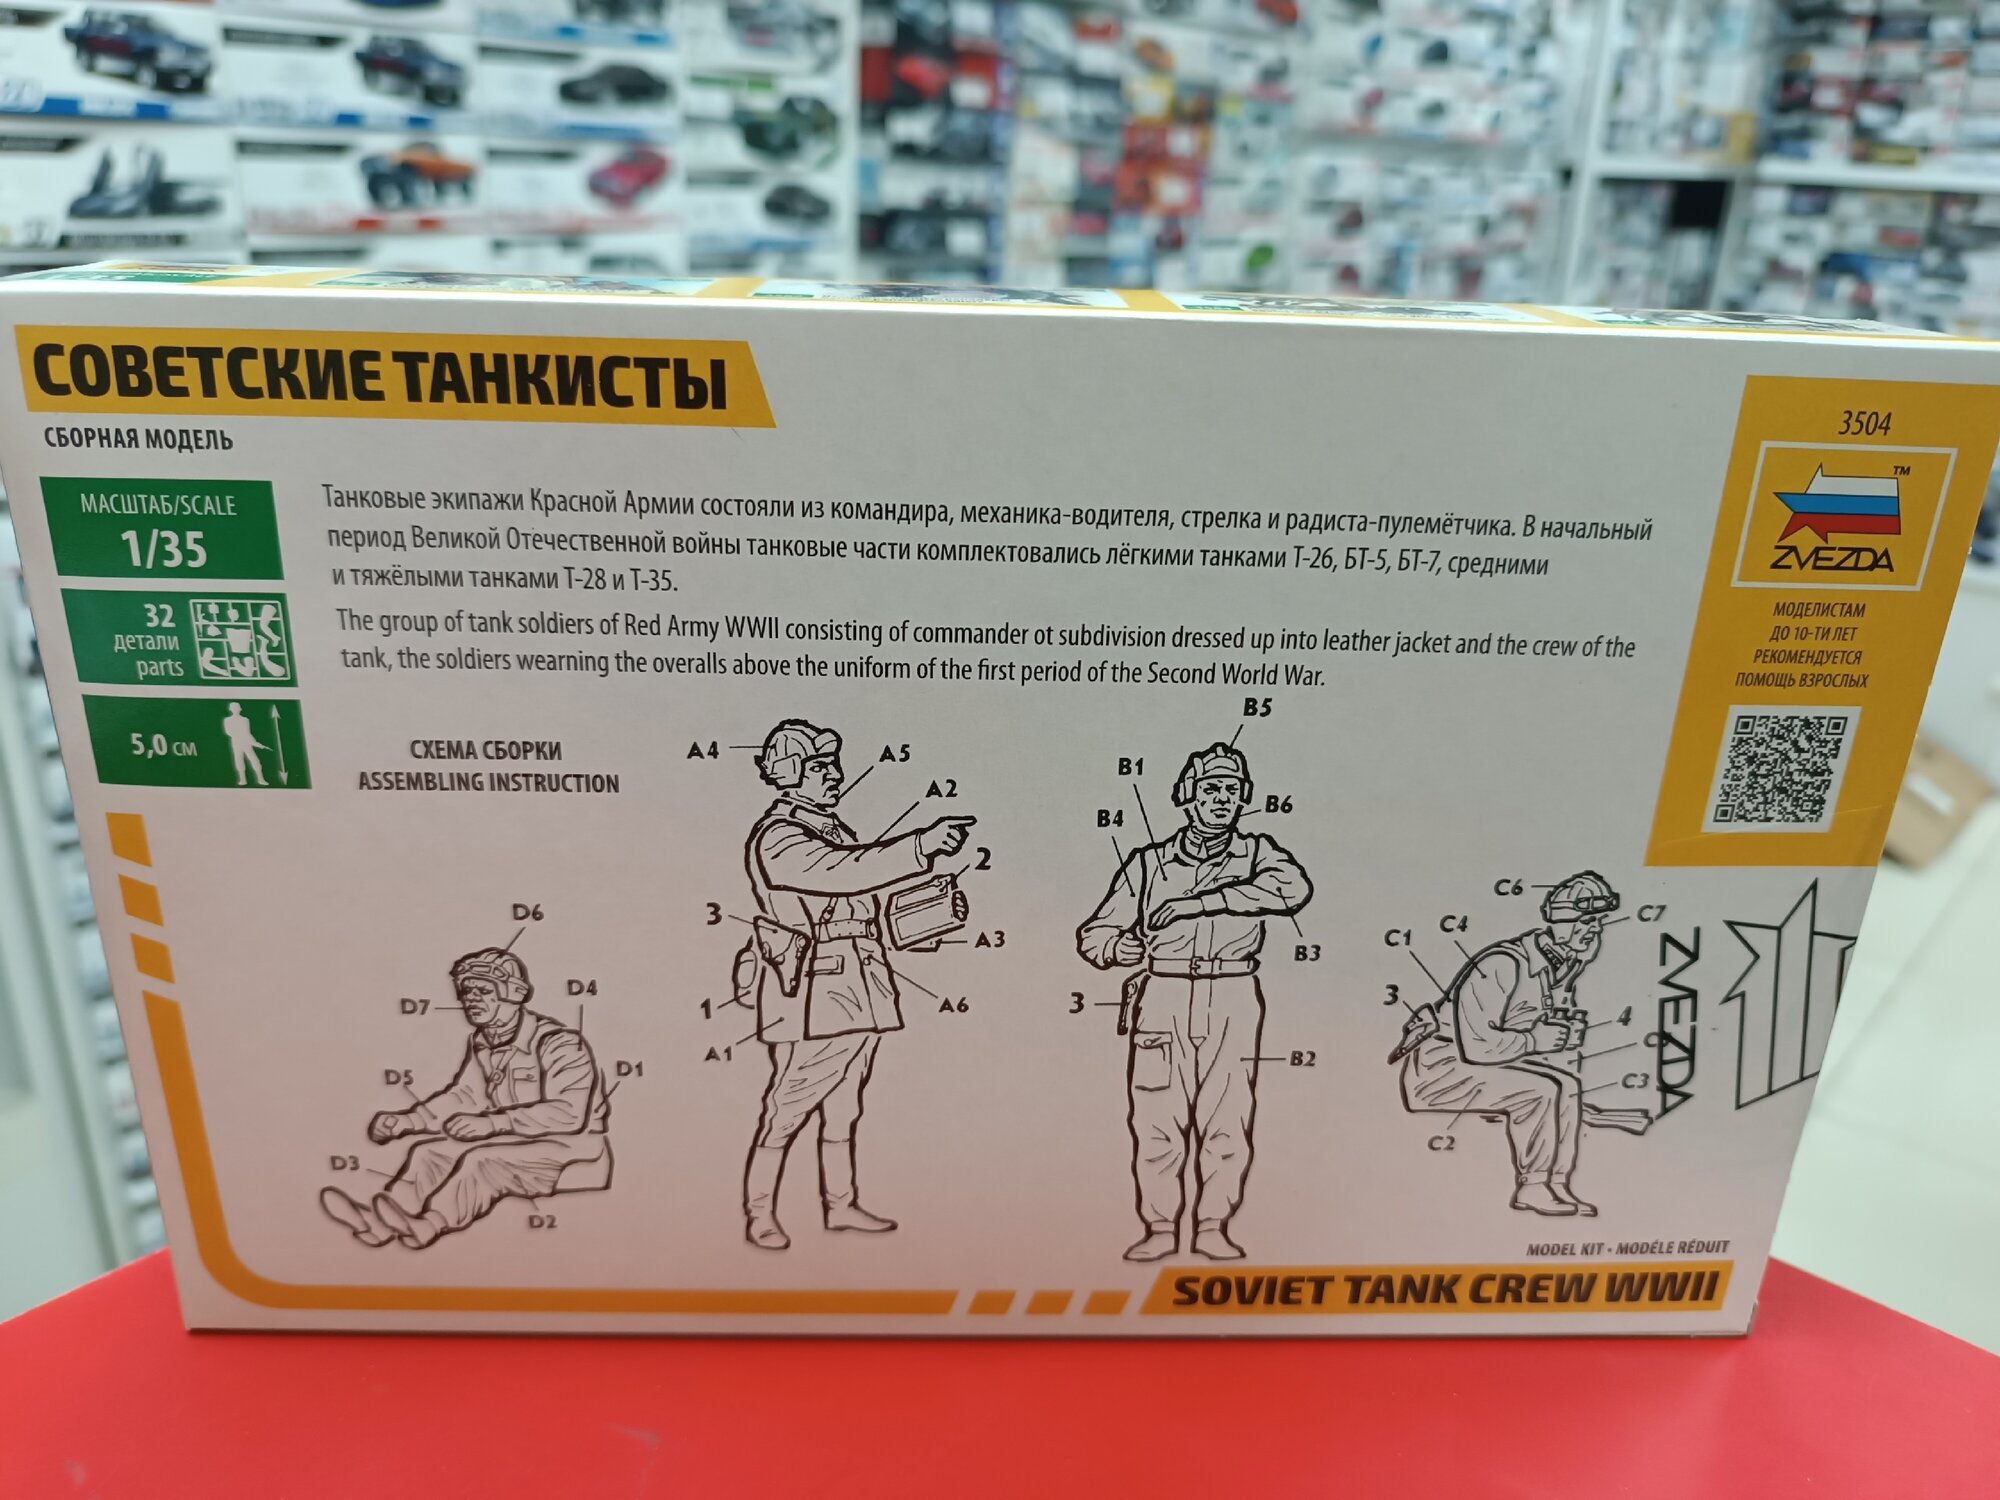 СОВЕТСКИЕ ТАНКИСТЫ
СБОРНАЯ МОДЕЛЬ
МАСШТАБ/SCALE
1/35
32
детали
parts
5,0 см
Танковые экипажи Красной Армии состояли из командира, механика-водителя, стрелка и радиста-пулемётчика. В начальный
период Великой Отечественной войны танковые части комплектовались лёгкими танками Т-26, БТ-5, БТ-7, средними
и тяжёлыми танками Т-28 и Т-35.
The group of tank soldiers of Red Army WWII consisting of commander ot subdivision dressed up into leather jacket and the crew of the
tank, the soldiers wearning the overalls above the uniform of the first period of the Second World War.
3504
TM
ZVEZDA
МОДЕЛИСТАМ
ДО 10-ТИ ЛЕТ
РЕКОМЕНДУЕТСЯ
ПОМОЩЬ ВЗРОСЛЫХ
СХЕМА СБОРКИ
ASSEMBLING INSTRUCTION
D6
D4
D7
D5
D1
D3
D2
A4
A5
A2
2
3
A3
1
A6
A1
B5
B1
B6
B4
B3
3
B2
C6
C7
C4
C1
3
4
C3
C2
ZVEZDA
MODEL KIT • MODÉLE RÉDUIT
SOVIET TANK CREW WWII